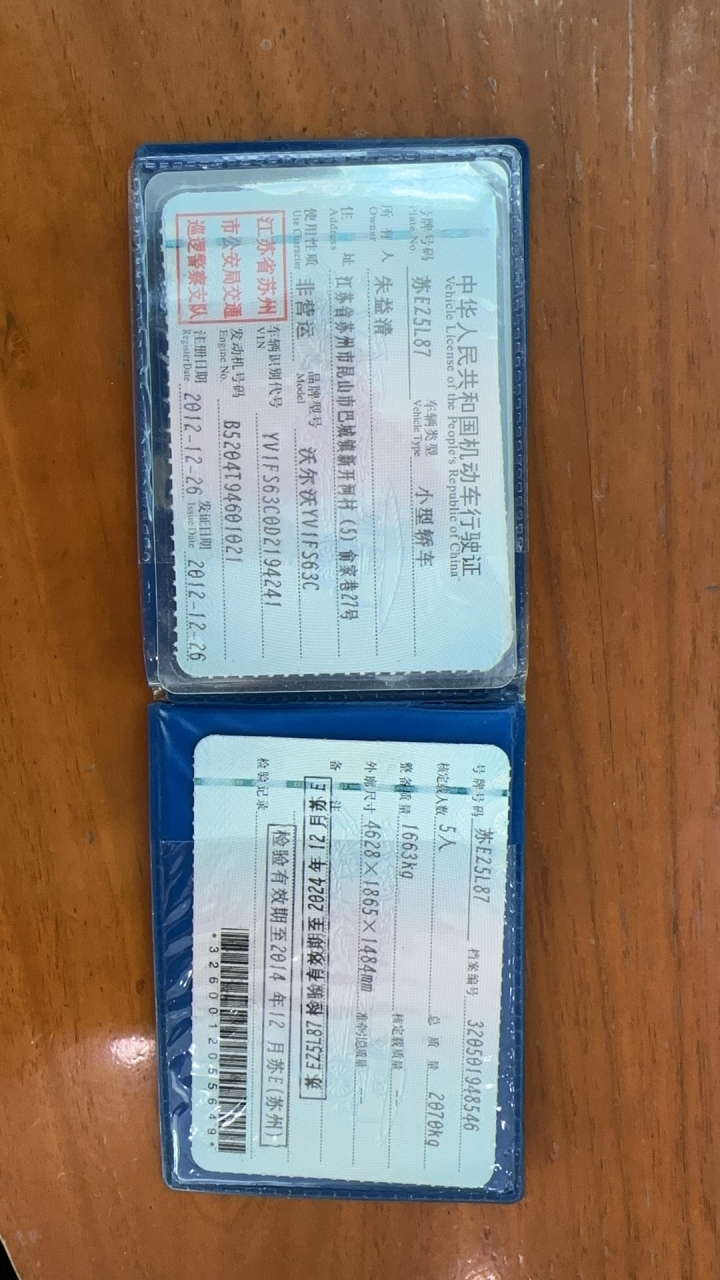 中华人民共和国机动车行驶证
Vehicle License of the People's Republic of China
号牌号码 苏E25L87 车辆类型 小型轿车
Plate No. Vehicle Type
所有人 朱益清
Owner
住址 江苏省苏州市昆山市巴城镇新开河村(5)俞家巷27号
Address
使用性质 非营运 品牌型号 沃尔沃YV1FS63C
Use Character Model
江苏省苏州
市公安局交通
巡逻警察支队
车辆识别代号 YV1FS63C0D2194241
VIN
发动机号码 B5204T94601021
Engine No.
注册日期 2012-12-26 发证日期 2012-12-26
Register Date Issue Date
号牌号码 苏E25L87 档案编号 320501948546
核定载人数 5人 总质量 2070kg
整备质量 1663kg 核定载质量 --
外廓尺寸 4628×1865×1484mm 准牵引总质量 --
备注
苏E25L87 检验有效期至 2024 年 12 月 苏E
检验记录 检验有效期至2014 年12 月苏E(苏州)
*3260012055649*